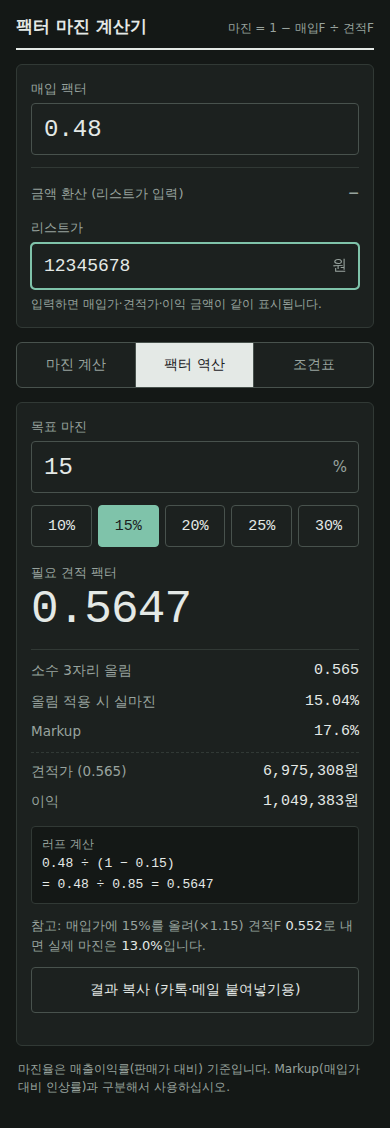 팩터 마진 계산기
마진 = 1 − 매입F ÷ 견적F
매입 팩터
0.48
금액 환산 (리스트가 입력) −
리스트가
12345678 원
입력하면 매입가·견적가·이익 금액이 같이 표시됩니다.
마진 계산 팩터 역산 조견표
목표 마진
15 %
10% 15% 20% 25% 30%
필요 견적 팩터
0.5647
소수 3자리 올림 0.565
올림 적용 시 실마진 15.04%
Markup 17.6%
견적가 (0.565) 6,975,308원
이익 1,049,383원
러프 계산
0.48 ÷ (1 − 0.15)
= 0.48 ÷ 0.85 = 0.5647
참고: 매입가에 15%를 올려(×1.15) 견적F 0.552로 내
면 실제 마진은 13.0%입니다.
결과 복사 (카톡·메일 붙여넣기용)
마진율은 매출이익률(판매가 대비) 기준입니다. Markup(매입가
대비 인상률)과 구분해서 사용하십시오.